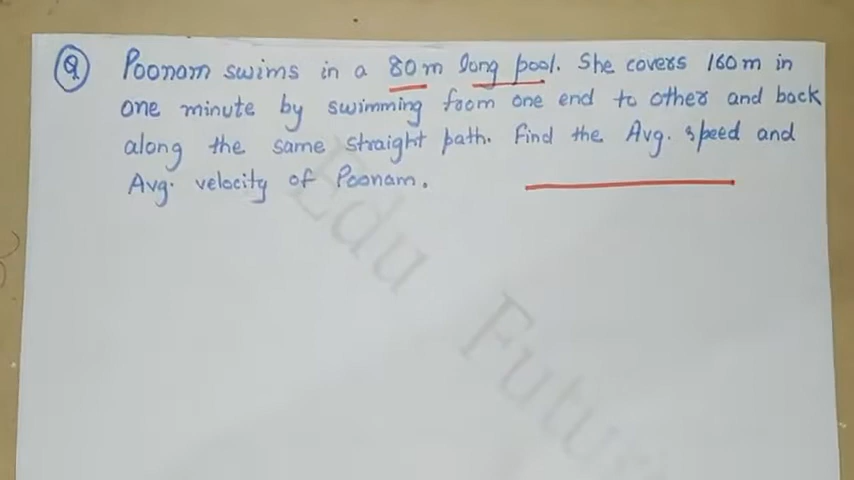 Q Poonam swims in a 80m long pool. She covers 160m in
one minute by swimming from one end to other and back
along the same straight path. Find the Avg. speed and
Avg. velocity of Poonam.
Edu Future